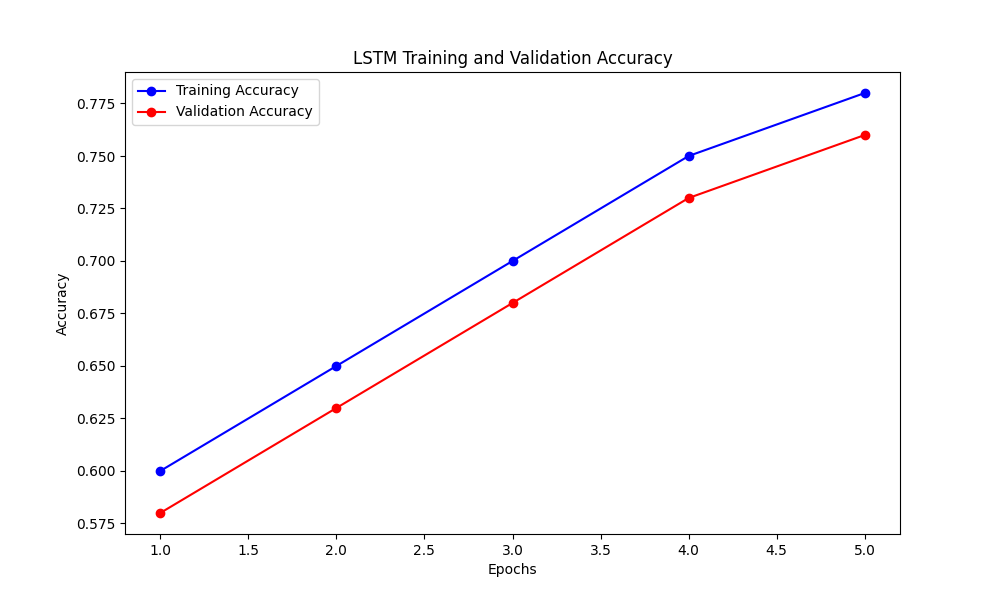 LSTM Training and Validation Accuracy
Training Accuracy
Validation Accuracy
Accuracy
0.775
0.750
0.725
0.700
0.675
0.650
0.625
0.600
0.575
1.0 1.5 2.0 2.5 3.0 3.5 4.0 4.5 5.0
Epochs